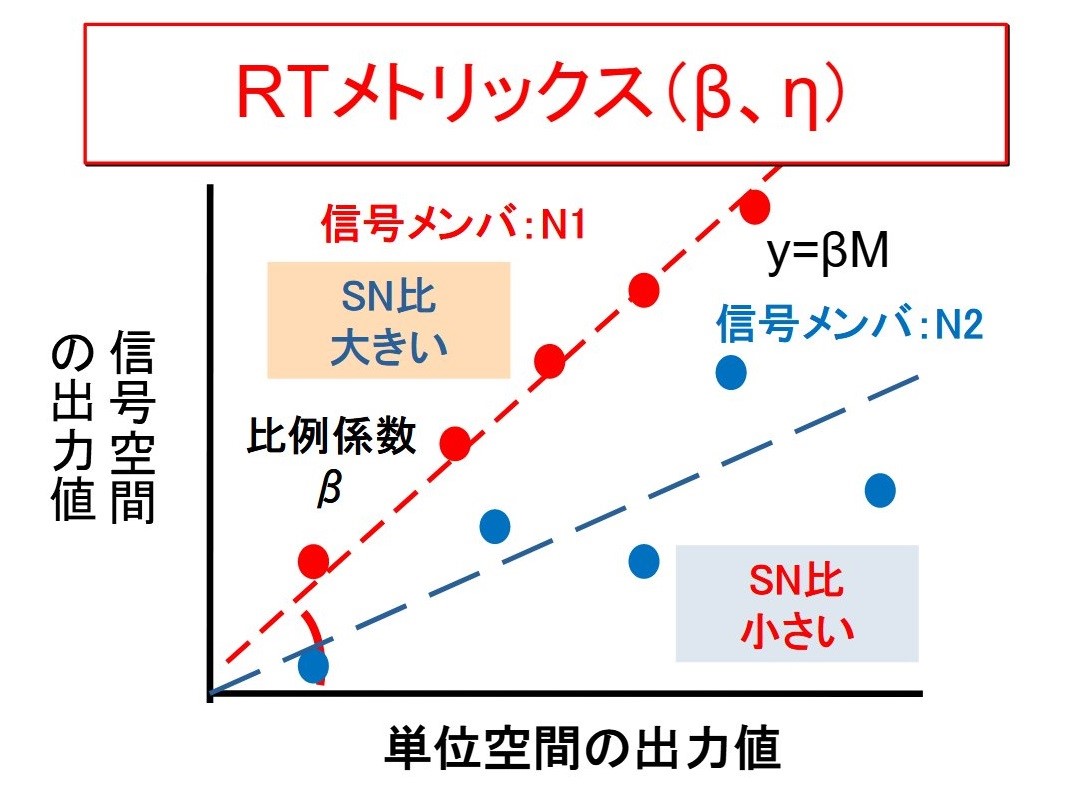 RTメトリックス(β、η)
信号メンバ:N1
SN比
大きい
y=βM
信号メンバ:N2
比例係数
β
信号空間
の出力値
SN比
小さい
単位空間の出力値